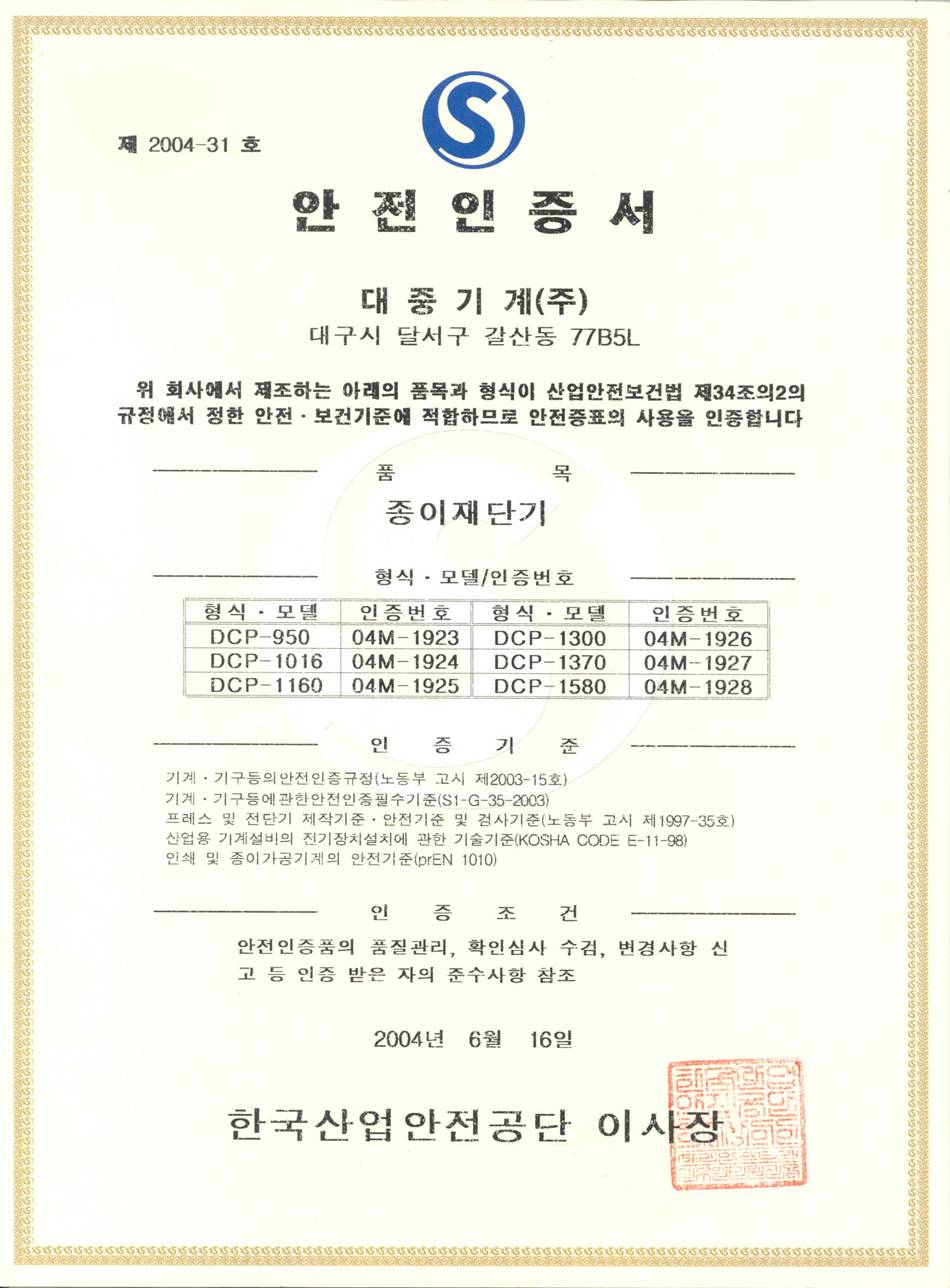 제 2004-31 호
안 전 인 증 서
대 중 기 계(주)
대구시 달서구 갈산동 77B5L
위 회사에서 제조하는 아래의 품목과 형식이 산업안전보건법 제34조의2의
규정에서 정한 안전·보건기준에 적합하므로 안전증표의 사용을 인증합니다
품 목
종이재단기
형식·모델/인증번호
형식·모델 인증번호 형식·모델 인증번호
DCP-950 04M-1923 DCP-1300 04M-1926
DCP-1016 04M-1924 DCP-1370 04M-1927
DCP-1160 04M-1925 DCP-1580 04M-1928
인 증 기 준
기계·기구등의안전인증규정(노동부 고시 제2003-15호)
기계·기구등에관한안전인증필수기준(S1-G-35-2003)
프레스 및 전단기 제작기준·안전기준 및 검사기준(노동부 고시 제1997-35호)
산업용 기계설비의 전기장치설치에 관한 기술기준(KOSHA CODE E-11-98)
인쇄 및 종이가공기계의 안전기준(prEN 1010)
인 증 조 건
안전인증품의 품질관리, 확인심사 수검, 변경사항 신
고 등 인증 받은 자의 준수사항 참조
2004년 6월 16일
한국산업안전공단 이사장